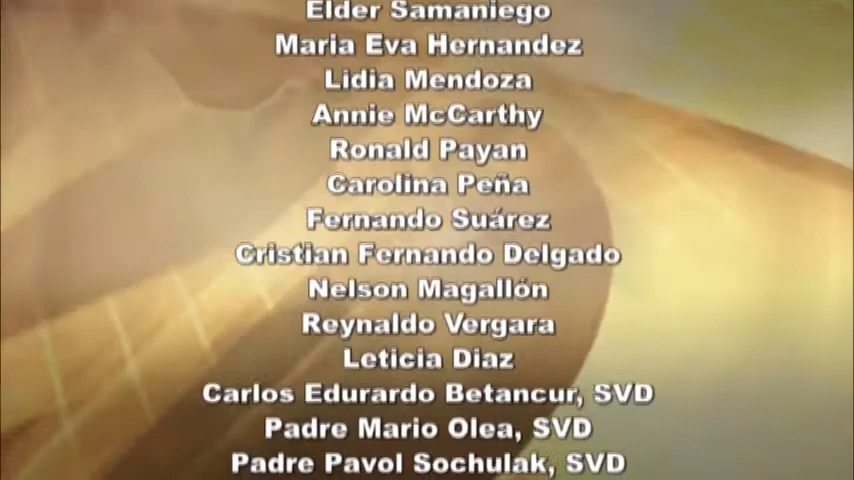 Elder Samaniego
Maria Eva Hernandez
Lidia Mendoza
Annie McCarthy
Ronald Payan
Carolina Peña
Fernando Suárez
Cristian Fernando Delgado
Nelson Magallón
Reynaldo Vergara
Leticia Diaz
Carlos Edurardo Betancur, SVD
Padre Mario Olea, SVD
Padre Pavol Sochulak, SVD